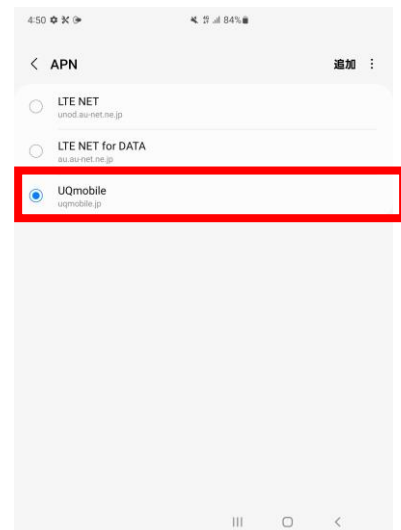 4:50 84%
APN 追加
LTE NET
unod.au-net.ne.jp
LTE NET for DATA
au.au-net.ne.jp
UQmobile
uqmobile.jp